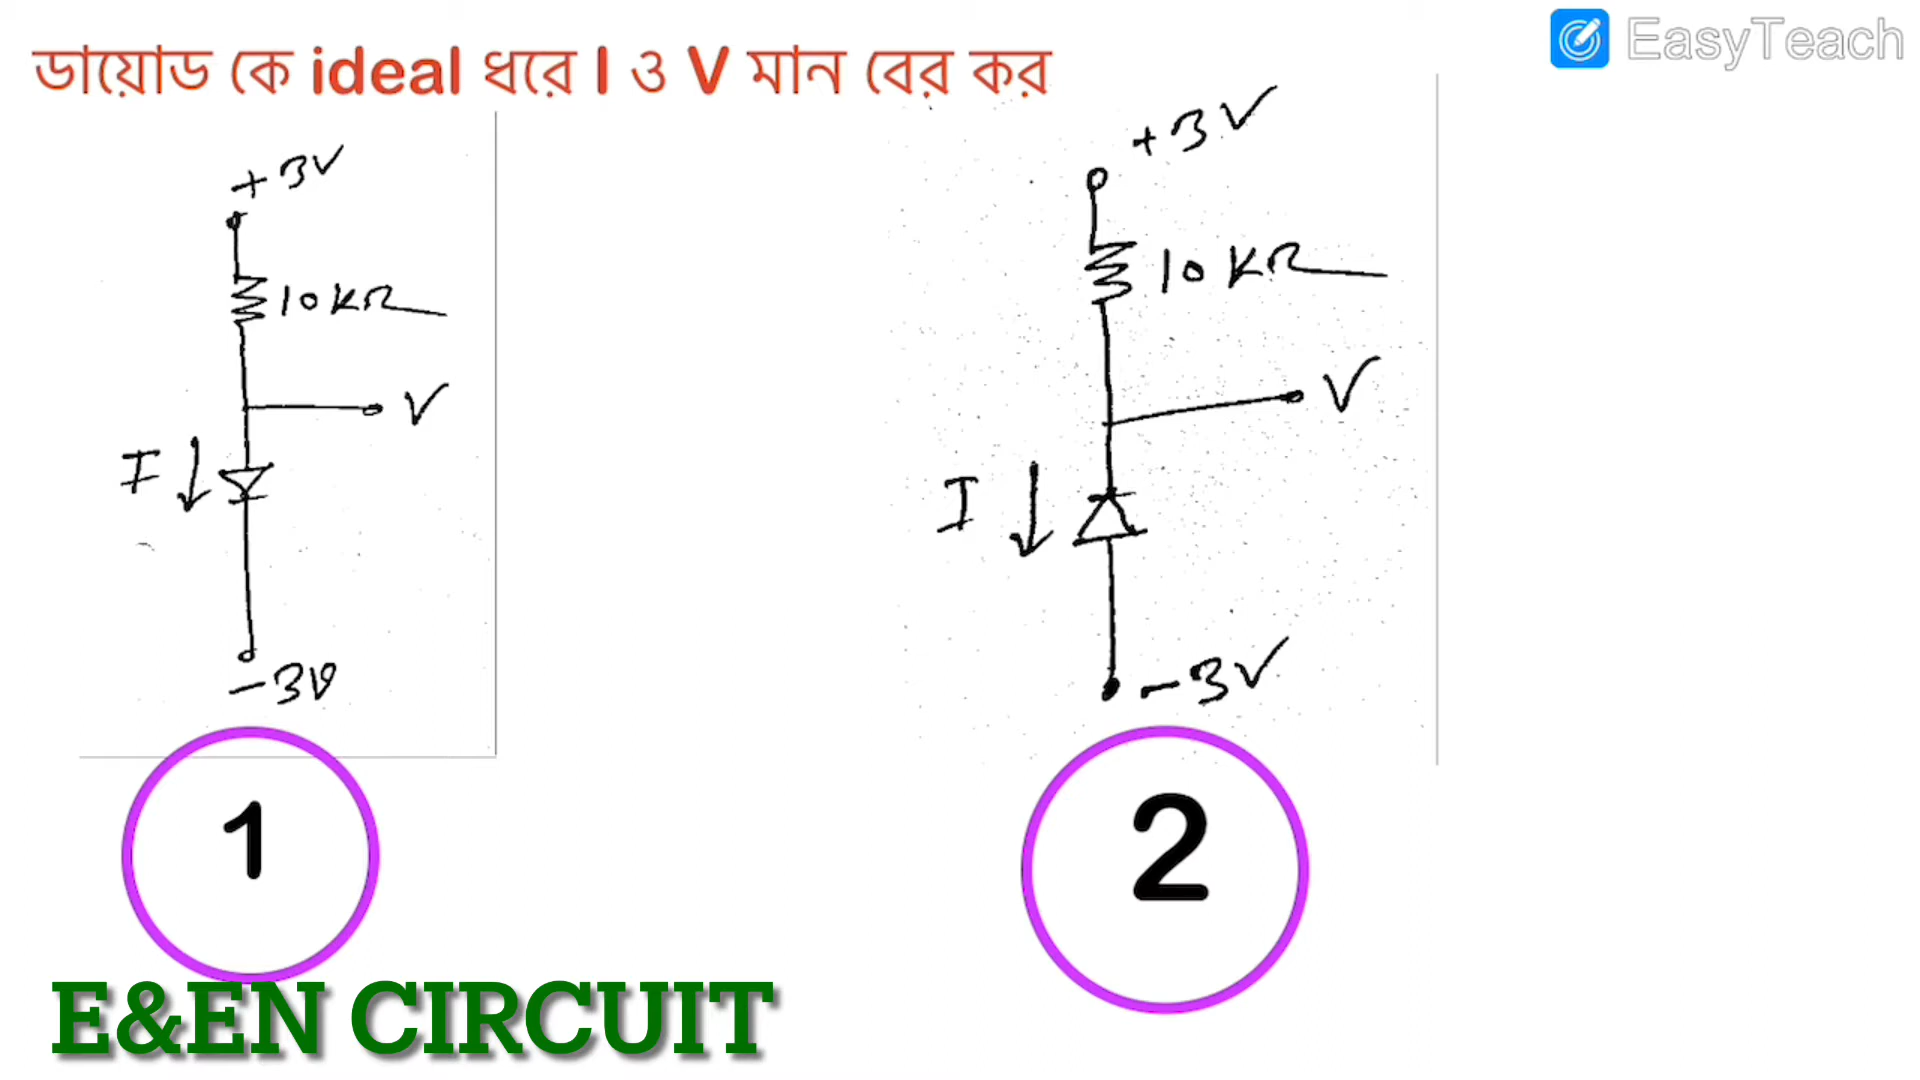 EasyTeach
ডায়োড কে ideal ধরে I ও V মান বের কর
+3V
10KΩ
V
I
-3V
1
+3V
10KΩ
V
I
-3V
2
E&EN CIRCUIT